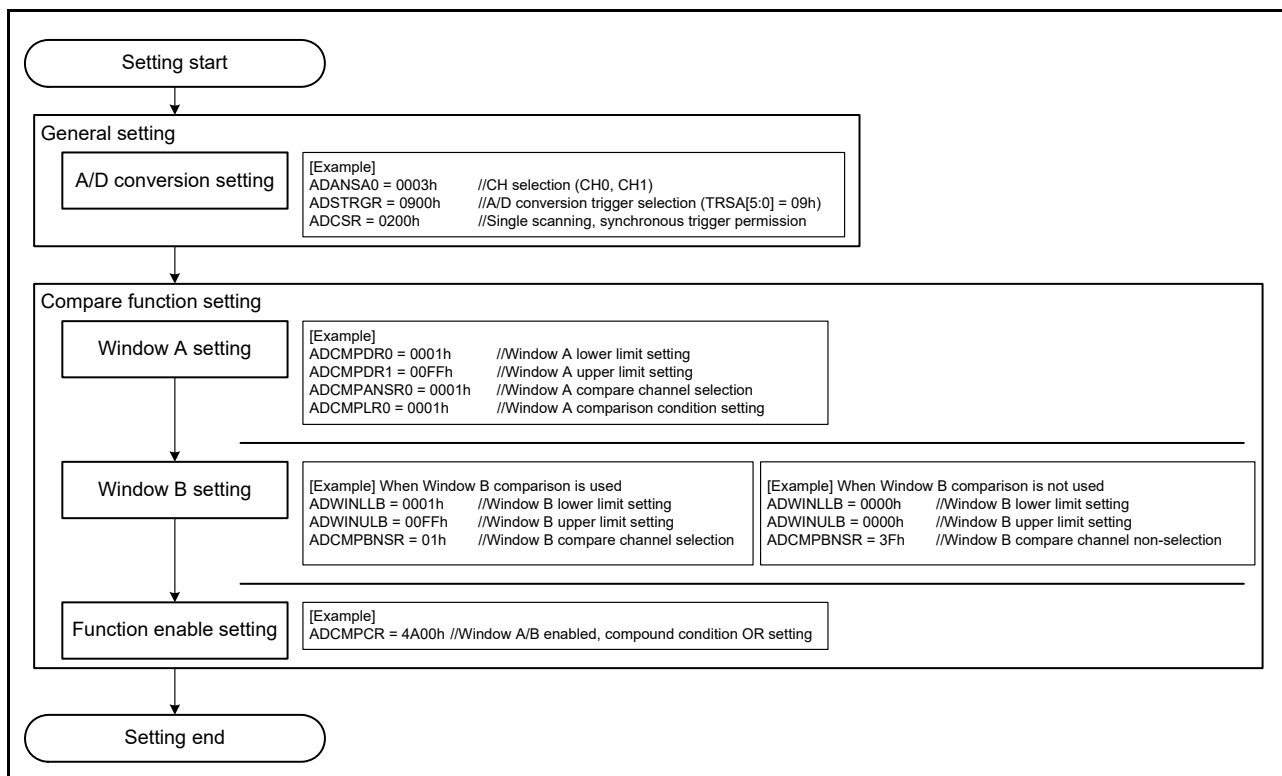 Setting start
General setting
A/D conversion setting
[Example]
ADANSA0 = 0003h //CH selection (CH0, CH1)
ADSTRGR = 0900h //A/D conversion trigger selection (TRSA[5:0] = 09h)
ADCSR = 0200h //Single scanning, synchronous trigger permission
Compare function setting
Window A setting
[Example]
ADCMPDR0 = 0001h //Window A lower limit setting
ADCMPDR1 = 00FFh //Window A upper limit setting
ADCMPANSR0 = 0001h //Window A compare channel selection
ADCMPLR0 = 0001h //Window A comparison condition setting
Window B setting
[Example] When Window B comparison is used
ADWINLLB = 0001h //Window B lower limit setting
ADWINULB = 00FFh //Window B upper limit setting
ADCMPBNSR = 01h //Window B compare channel selection
[Example] When Window B comparison is not used
ADWINLLB = 0000h //Window B lower limit setting
ADWINULB = 0000h //Window B upper limit setting
ADCMPBNSR = 3Fh //Window B compare channel non-selection
Function enable setting
[Example]
ADCMPCR = 4A00h //Window A/B enabled, compound condition OR setting
Setting end